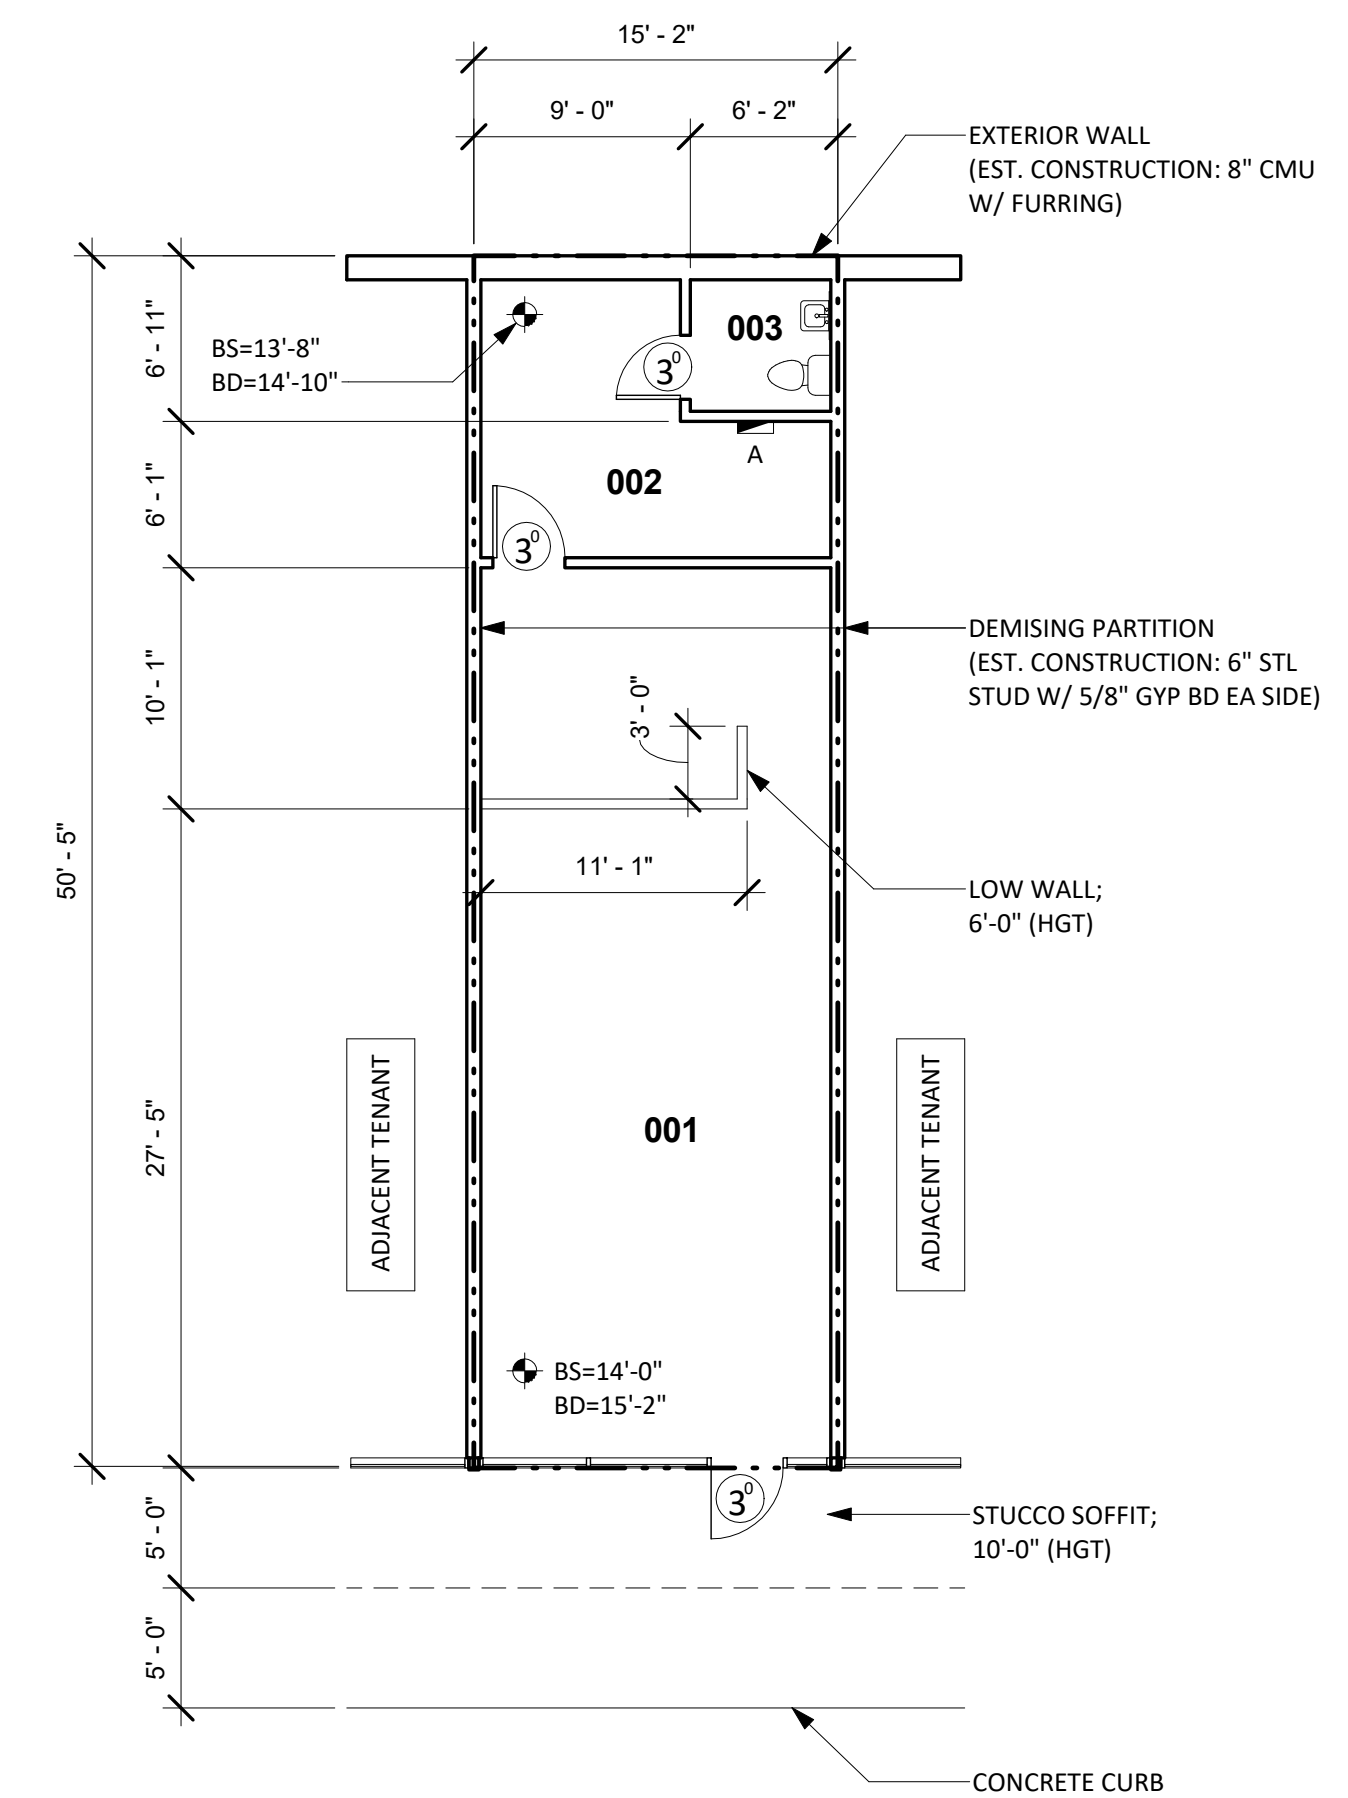 15' - 2"
9' - 0"
6' - 2"
EXTERIOR WALL
(EST. CONSTRUCTION: 8" CMU
W/ FURRING)
6' - 11"
BS=13'-8"
BD=14'-10"
003
3⁰
A
002
6' - 1"
3⁰
DEMISING PARTITION
(EST. CONSTRUCTION: 6" STL
STUD W/ 5/8" GYP BD EA SIDE)
10' - 1"
3' - 0"
50' - 5"
11' - 1"
LOW WALL;
6'-0" (HGT)
ADJACENT TENANT
27' - 5"
001
ADJACENT TENANT
BS=14'-0"
BD=15'-2"
3⁰
STUCCO SOFFIT;
10'-0" (HGT)
5' - 0"
5' - 0"
CONCRETE CURB